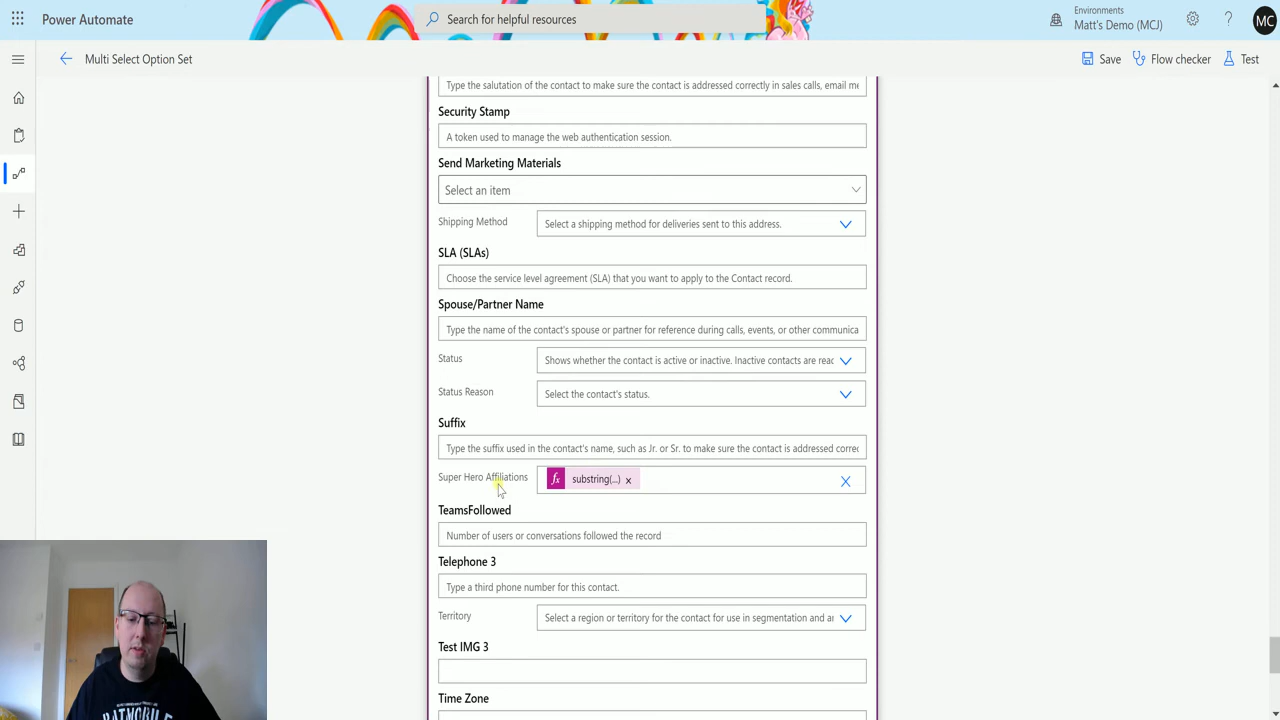 Power Automate
Search for helpful resources
Environments
Matt's Demo (MCJ)
?
MC
Multi Select Option Set
Save
Flow checker
Test
Type the salutation of the contact to make sure the contact is addressed correctly in sales calls, email me
Security Stamp
A token used to manage the web authentication session.
Send Marketing Materials
Select an item
Shipping Method
Select a shipping method for deliveries sent to this address.
SLA (SLAs)
Choose the service level agreement (SLA) that you want to apply to the Contact record.
Spouse/Partner Name
Type the name of the contact's spouse or partner for reference during calls, events, or other communica
Status
Shows whether the contact is active or inactive. Inactive contacts are reac
Status Reason
Select the contact's status.
Suffix
Type the suffix used in the contact's name, such as Jr. or Sr. to make sure the contact is addressed correc
Super Hero Affiliations
fx substring(...) x
TeamsFollowed
Number of users or conversations followed the record
Telephone 3
Type a third phone number for this contact.
Territory
Select a region or territory for the contact for use in segmentation and ar
Test IMG 3
Time Zone
BATMOBILE